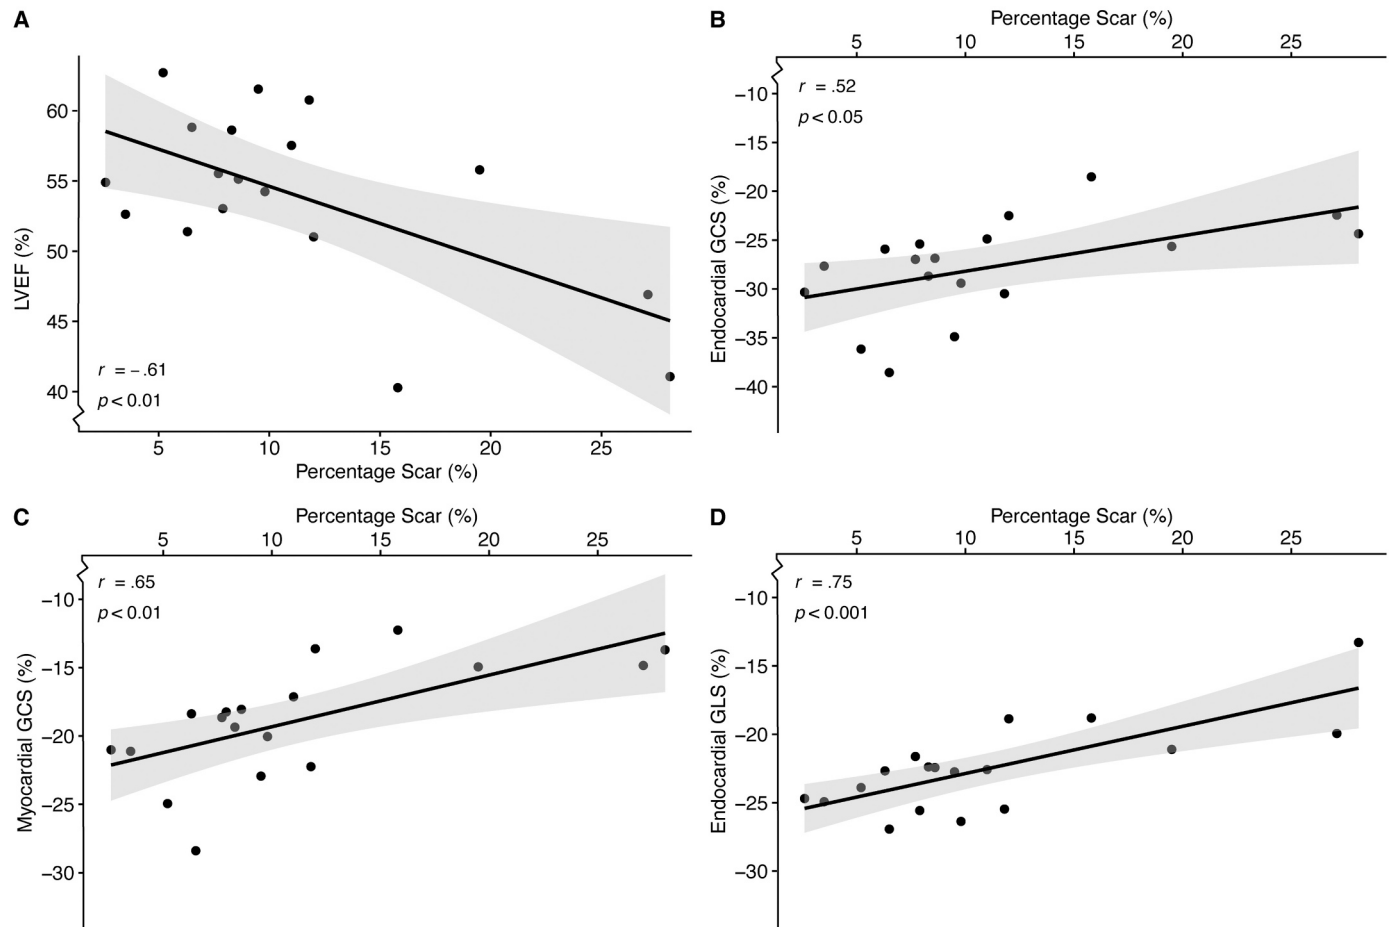 A
60
55
50
45
40
LVEF (%)
r = −.61
p < 0.01
5 10 15 20 25
Percentage Scar (%)
B
Percentage Scar (%)
5 10 15 20 25
r = .52
p < 0.05
−10
−15
−20
−25
−30
−35
−40
Endocardial GCS (%)
C
Percentage Scar (%)
5 10 15 20 25
r = .65
p < 0.01
−10
−15
−20
−25
−30
Myocardial GCS (%)
D
Percentage Scar (%)
5 10 15 20 25
r = .75
p < 0.001
−10
−15
−20
−25
−30
Endocardial GLS (%)